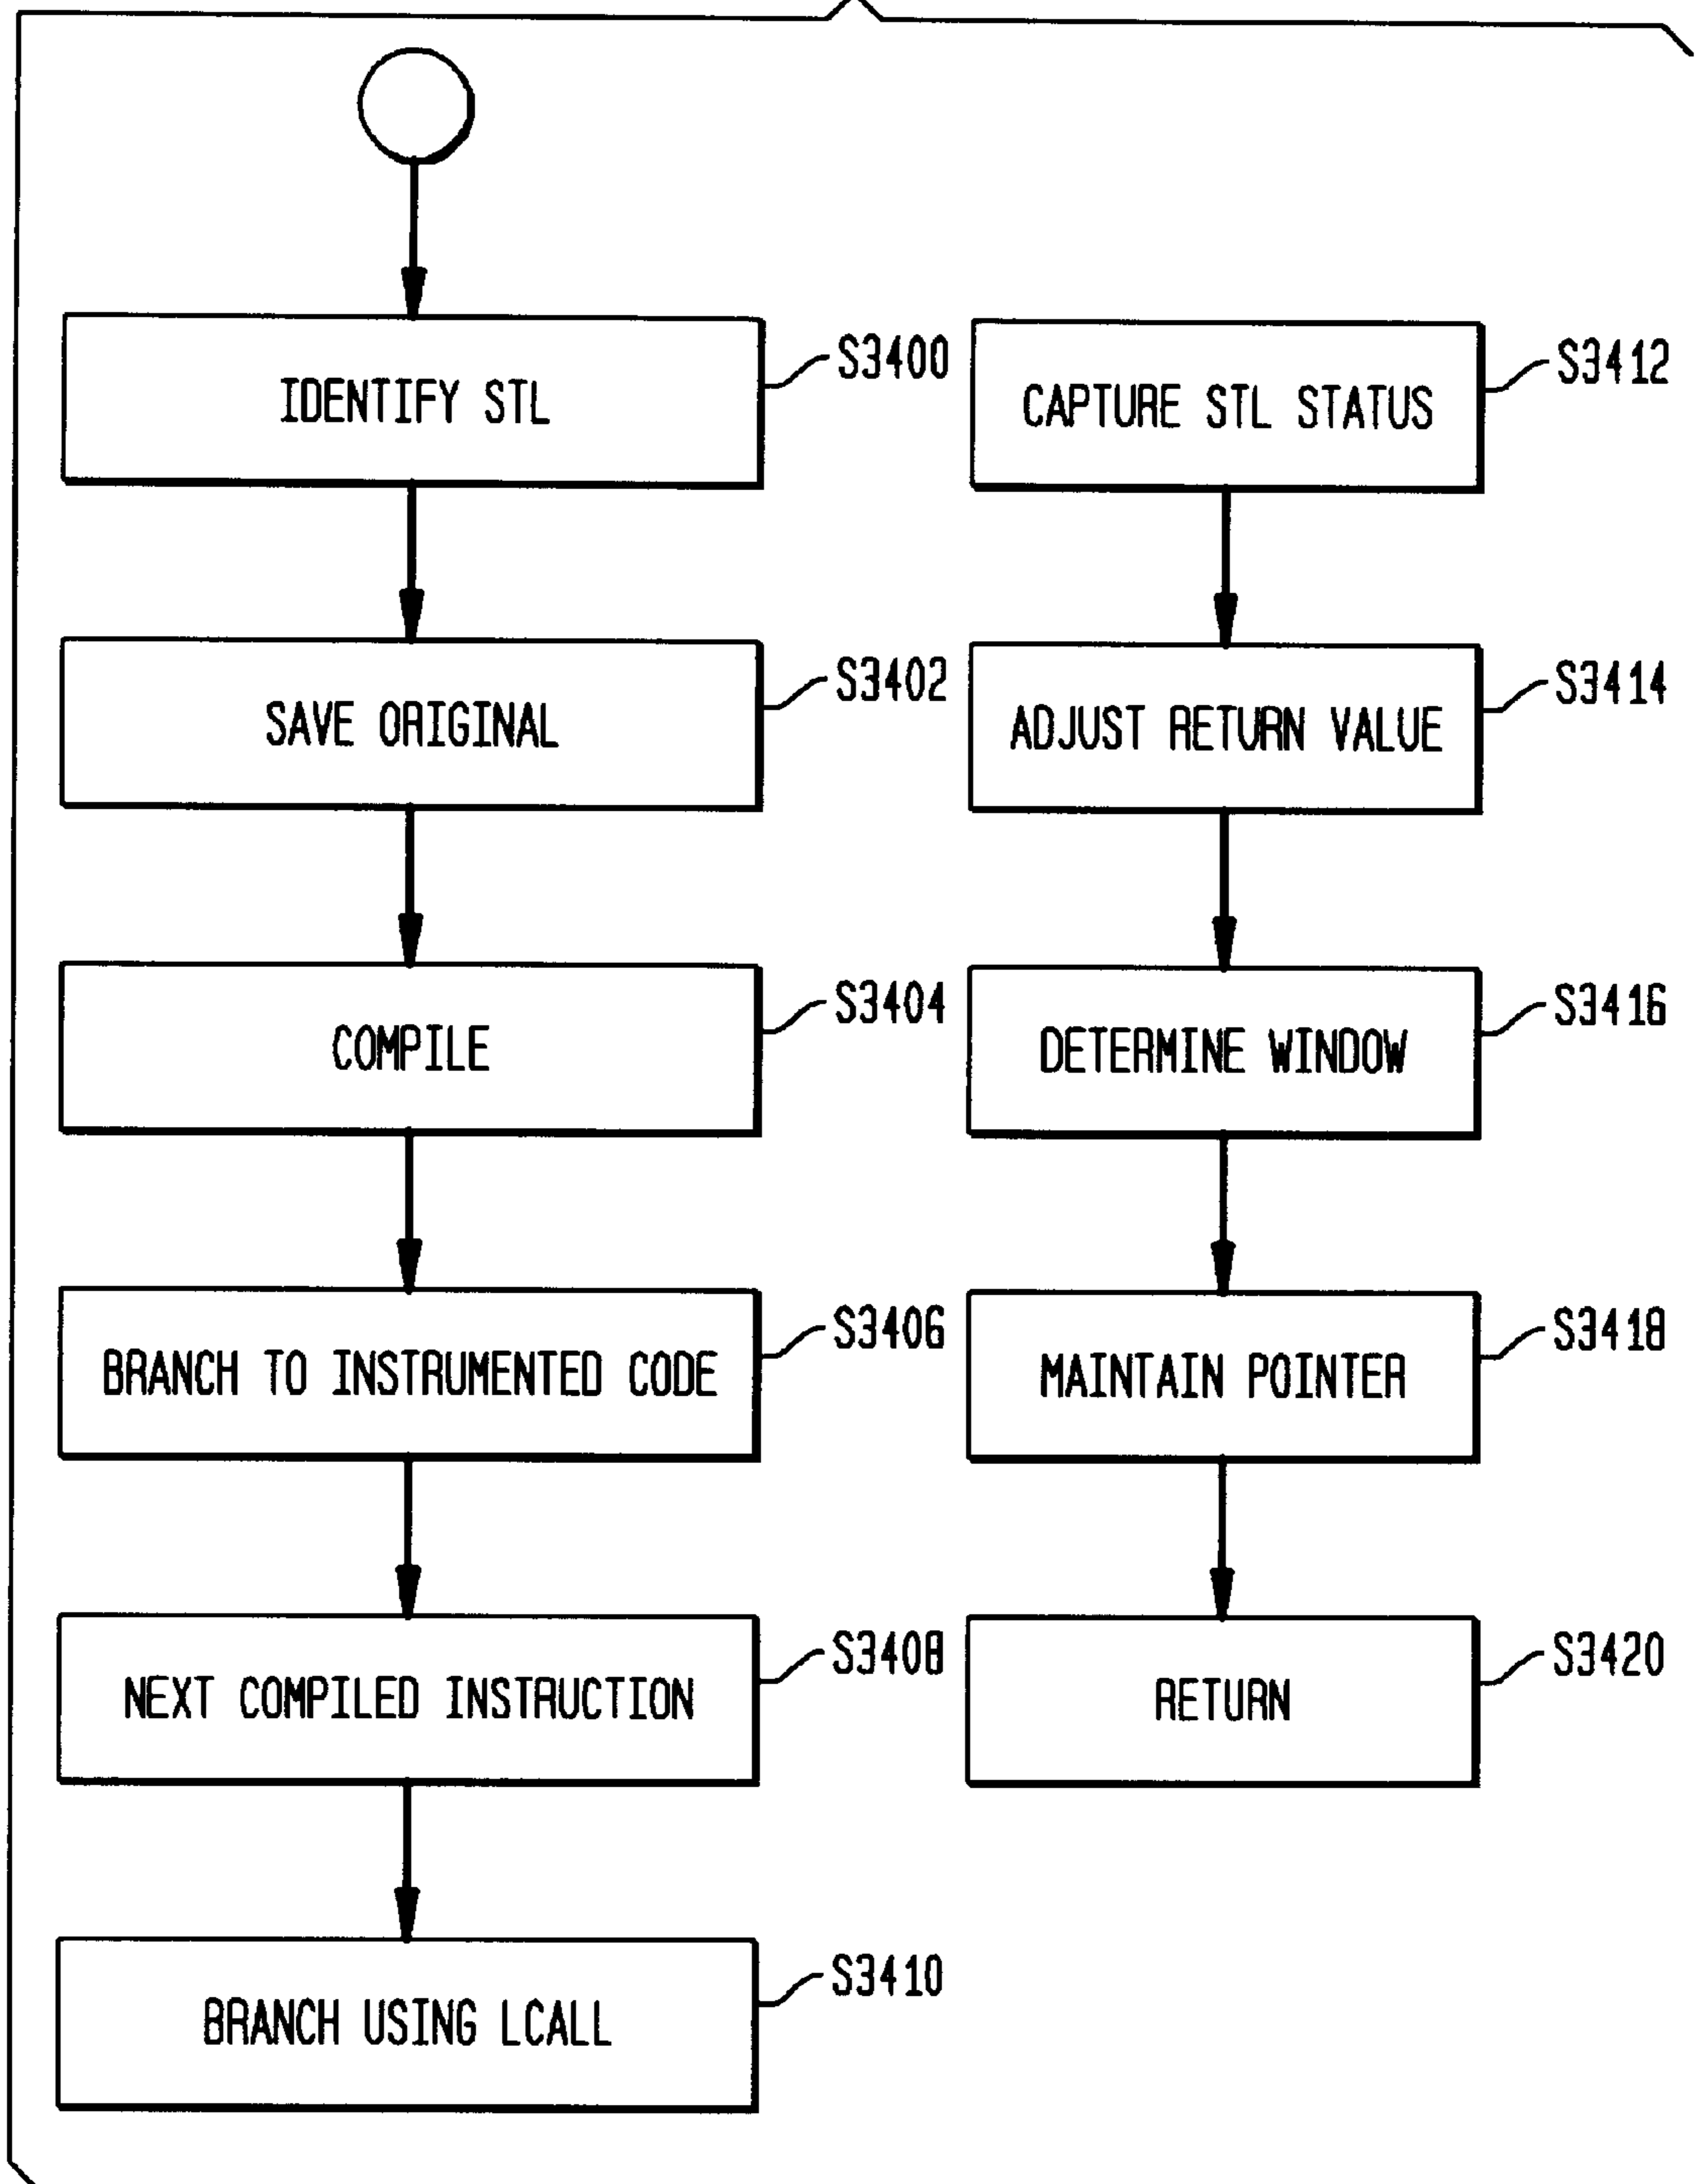 IDENTIFY STL
S3400
SAVE ORIGINAL
S3402
COMPILE
S3404
BRANCH TO INSTRUMENTED CODE
S3406
NEXT COMPILED INSTRUCTION
S3408
BRANCH USING LCALL
S3410
CAPTURE STL STATUS
S3412
ADJUST RETURN VALUE
S3414
DETERMINE WINDOW
S3416
MAINTAIN POINTER
S3418
RETURN
S3420